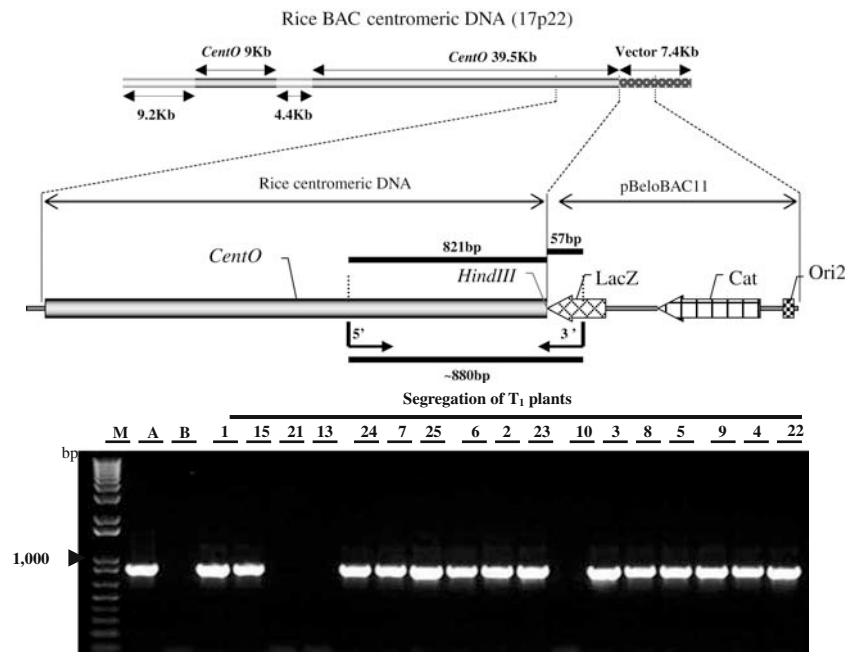 Rice BAC centromeric DNA (17p22)
CentO 9Kb CentO 39.5Kb Vector 7.4Kb
9.2Kb 4.4Kb
Rice centromeric DNA pBeloBAC11
821bp 57bp
CentO HindIII LacZ Cat Ori2
5' 3 '
~880bp
Segregation of T1 plants
M A B 1 15 21 13 24 7 25 6 2 23 10 3 8 5 9 4 22
bp
1,000